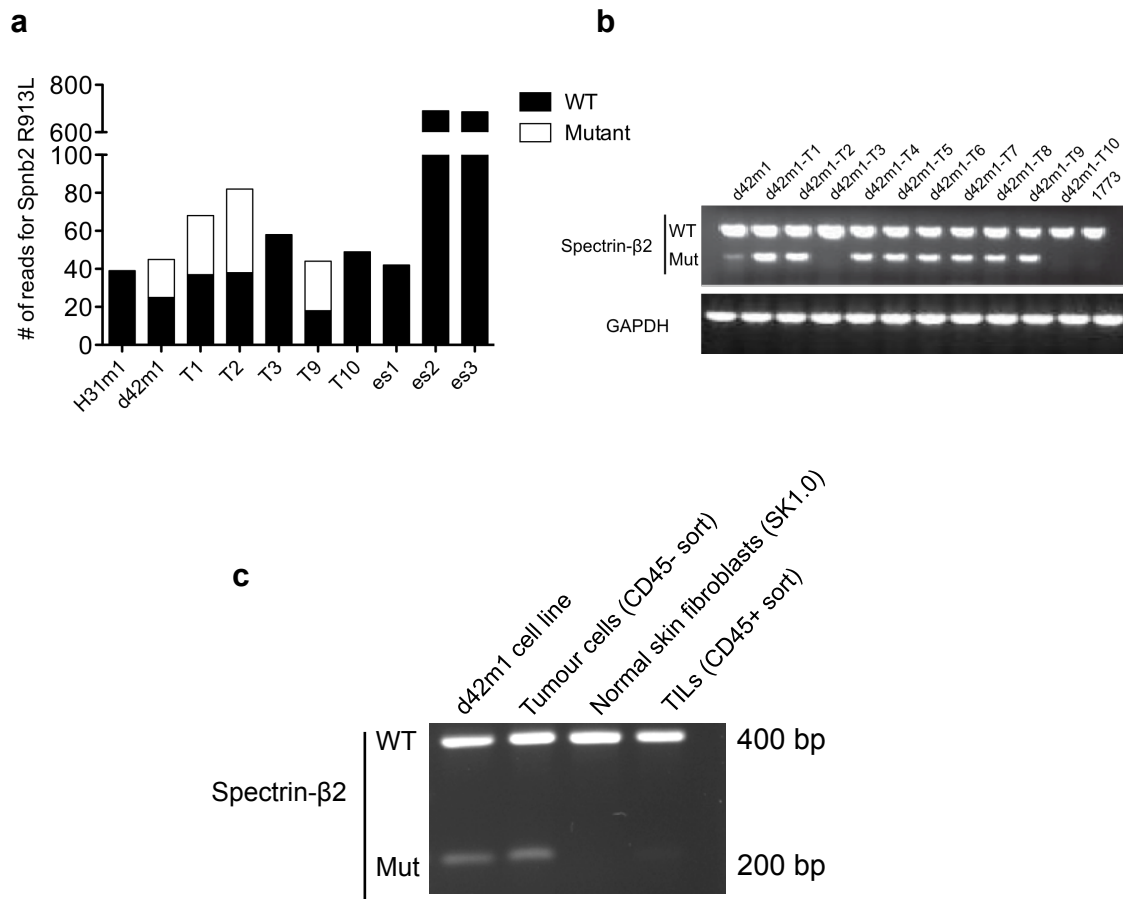 a
# of reads for Spnb2 R913L
800
600
100
80
60
40
20
0
H31m1
d42m1
T1
T2
T3
T9
T10
es1
es2
es3
WT
Mutant
b
d42m1
d42m1-T1
d42m1-T2
d42m1-T3
d42m1-T4
d42m1-T5
d42m1-T6
d42m1-T7
d42m1-T8
d42m1-T9
d42m1-T10
1773
Spectrin-β2
WT
Mut
GAPDH
c
d42m1 cell line
Tumour cells (CD45- sort)
Normal skin fibroblasts (SK1.0)
TILs (CD45+ sort)
Spectrin-β2
WT
Mut
400 bp
200 bp